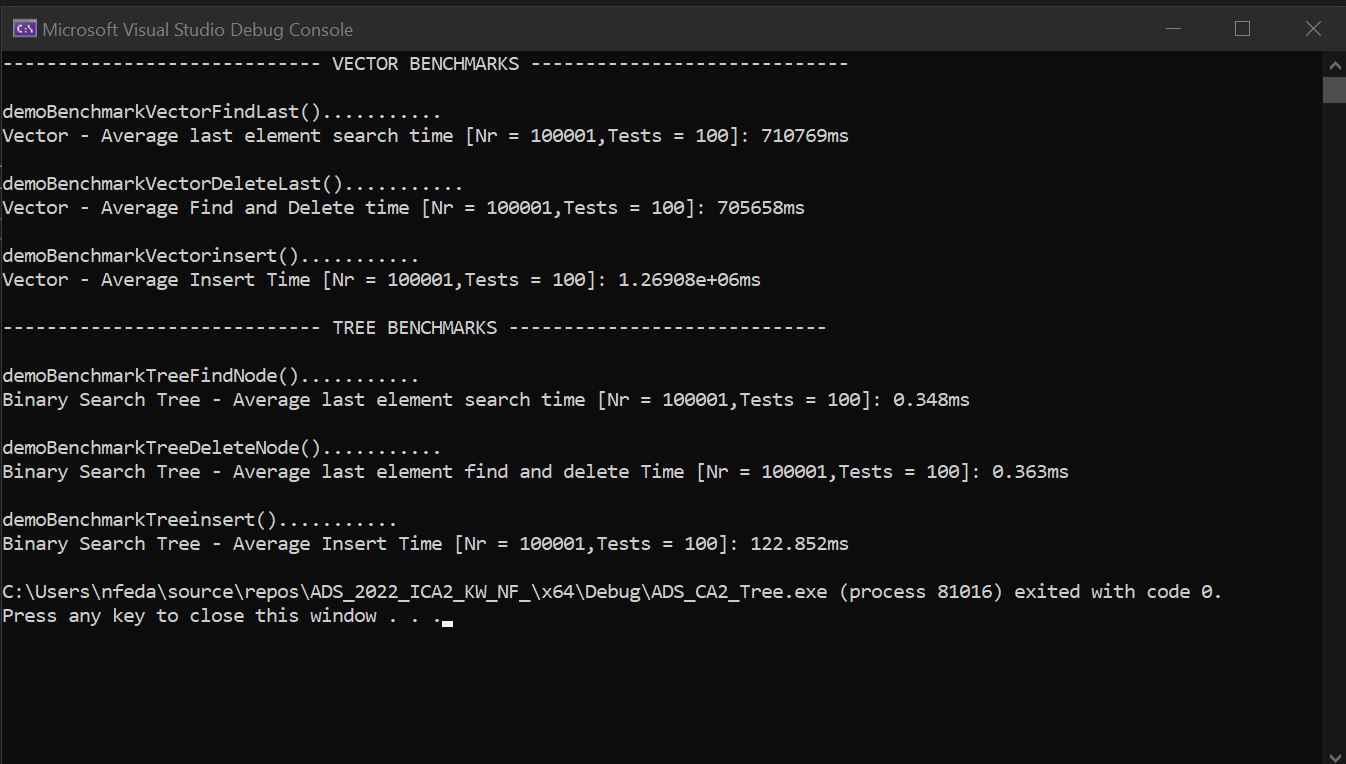 Microsoft Visual Studio Debug Console
----------------------------- VECTOR BENCHMARKS -----------------------------
demoBenchmarkVectorFindLast()...........
Vector - Average last element search time [Nr = 100001,Tests = 100]: 710769ms
demoBenchmarkVectorDeleteLast()...........
Vector - Average Find and Delete time [Nr = 100001,Tests = 100]: 705658ms
demoBenchmarkVectorinsert()...........
Vector - Average Insert Time [Nr = 100001,Tests = 100]: 1.26908e+06ms
----------------------------- TREE BENCHMARKS -----------------------------
demoBenchmarkTreeFindNode()...........
Binary Search Tree - Average last element search time [Nr = 100001,Tests = 100]: 0.348ms
demoBenchmarkTreeDeleteNode()...........
Binary Search Tree - Average last element find and delete Time [Nr = 100001,Tests = 100]: 0.363ms
demoBenchmarkTreeinsert()...........
Binary Search Tree - Average Insert Time [Nr = 100001,Tests = 100]: 122.852ms
C:\Users\nfeda\source\repos\ADS_2022_ICA2_KW_NF_\x64\Debug\ADS_CA2_Tree.exe (process 81016) exited with code 0.
Press any key to close this window . . .